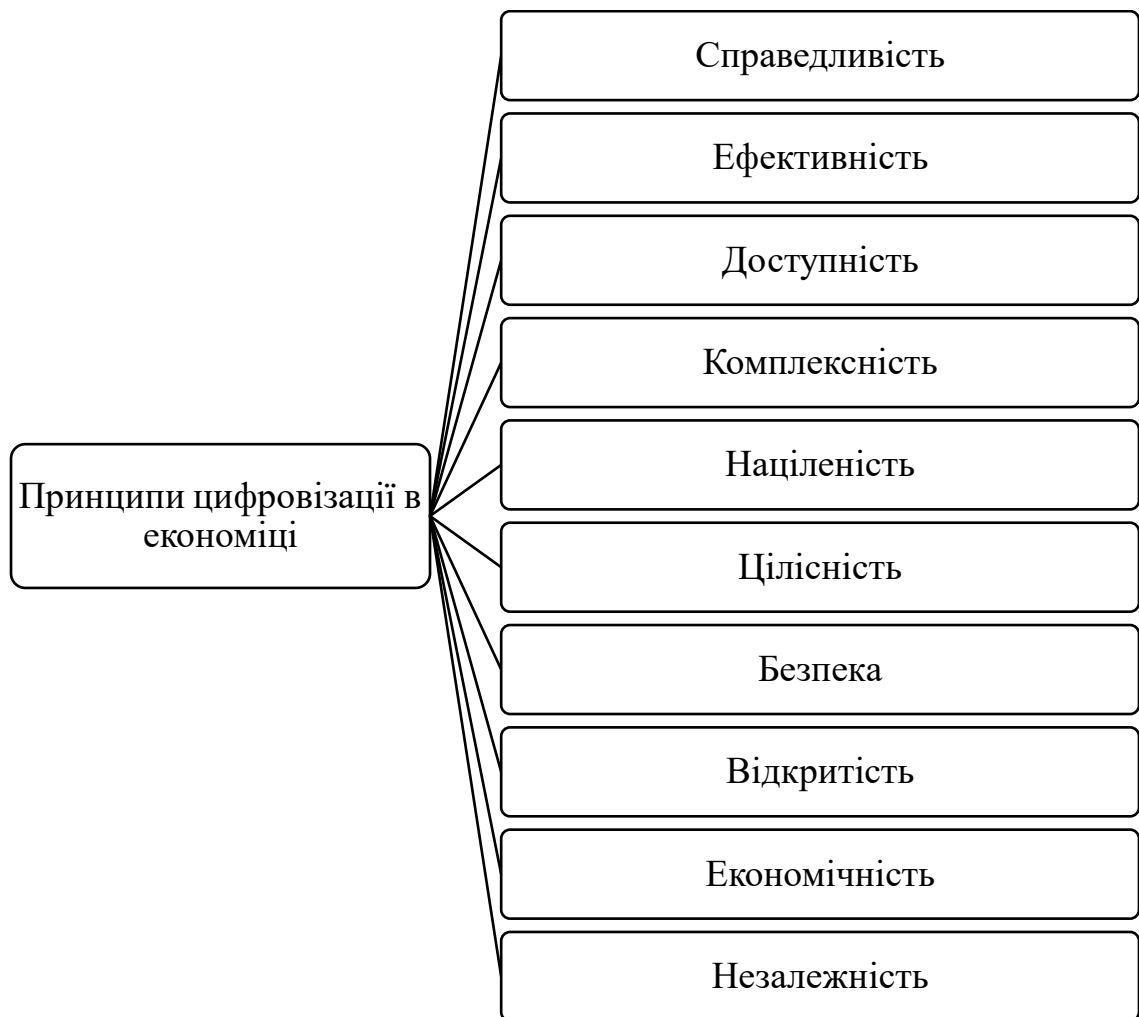 Справедливість
Ефективність
Доступність
Комплексність
Націленість
Принципи цифровізації в
економіці
Цілісність
Безпека
Відкритість
Економічність
Незалежність